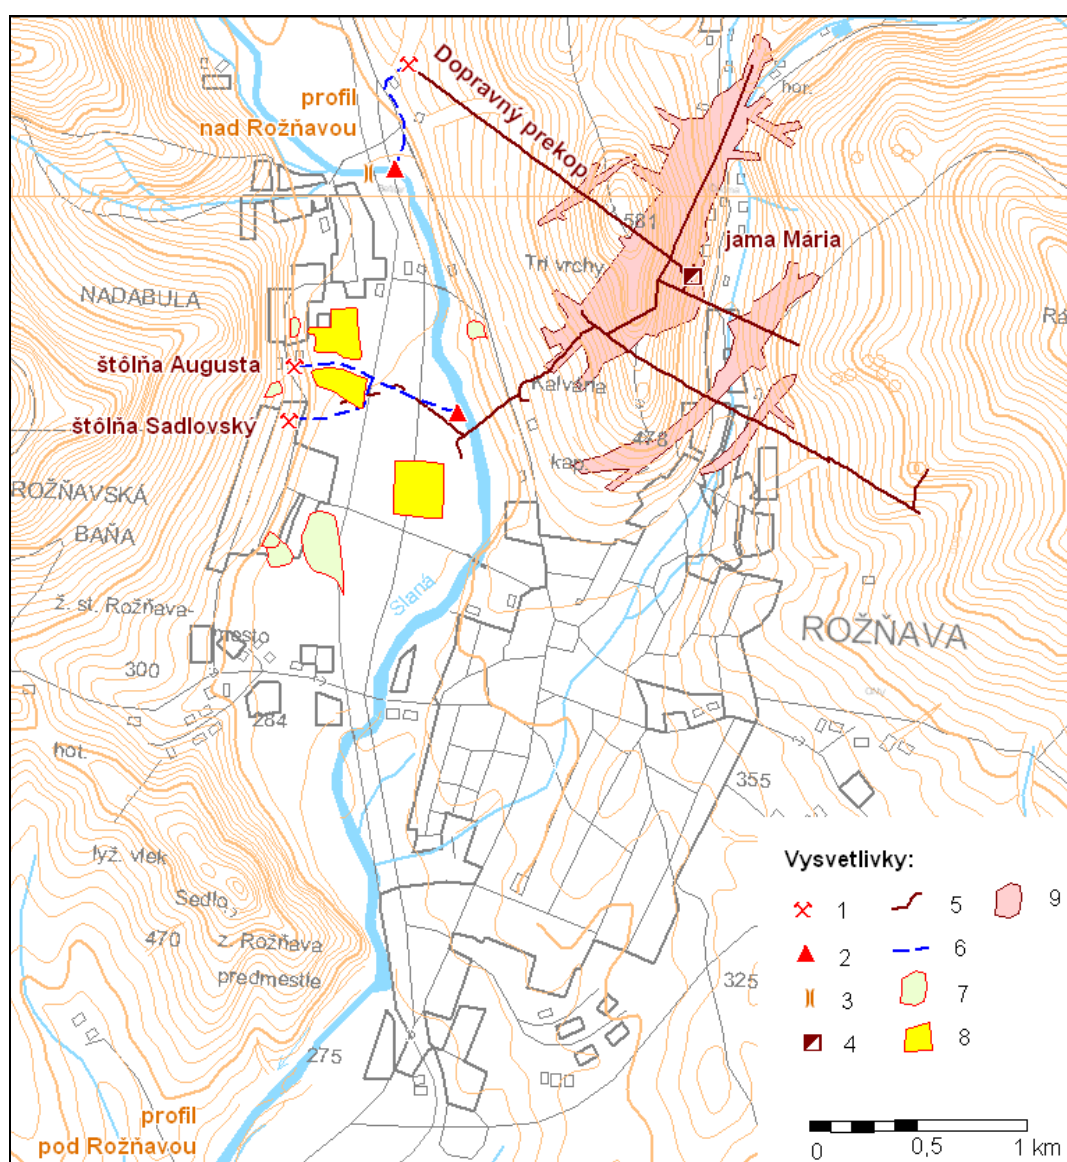 profil
nad Rožňavou
Dopravný prekop
hor.
581
jama Mária
Tri vrchy
NADABULA
Rá
štôlňa Augusta
Kalvária
štôlňa Sadlovský
478
kap.
ROŽŇAVSKÁ
BAŇA
Slaná
ž. st. Rožňava-
mesto
ROŽŇAVA
300
284
hot.
355
lyž. vlek
Sedlo
470
z. Rožňava
predmestie
325
275
profil
pod Rožňavou
Vysvetlivky:
1
5
9
2
6
3
7
4
8
0
0,5
1 km